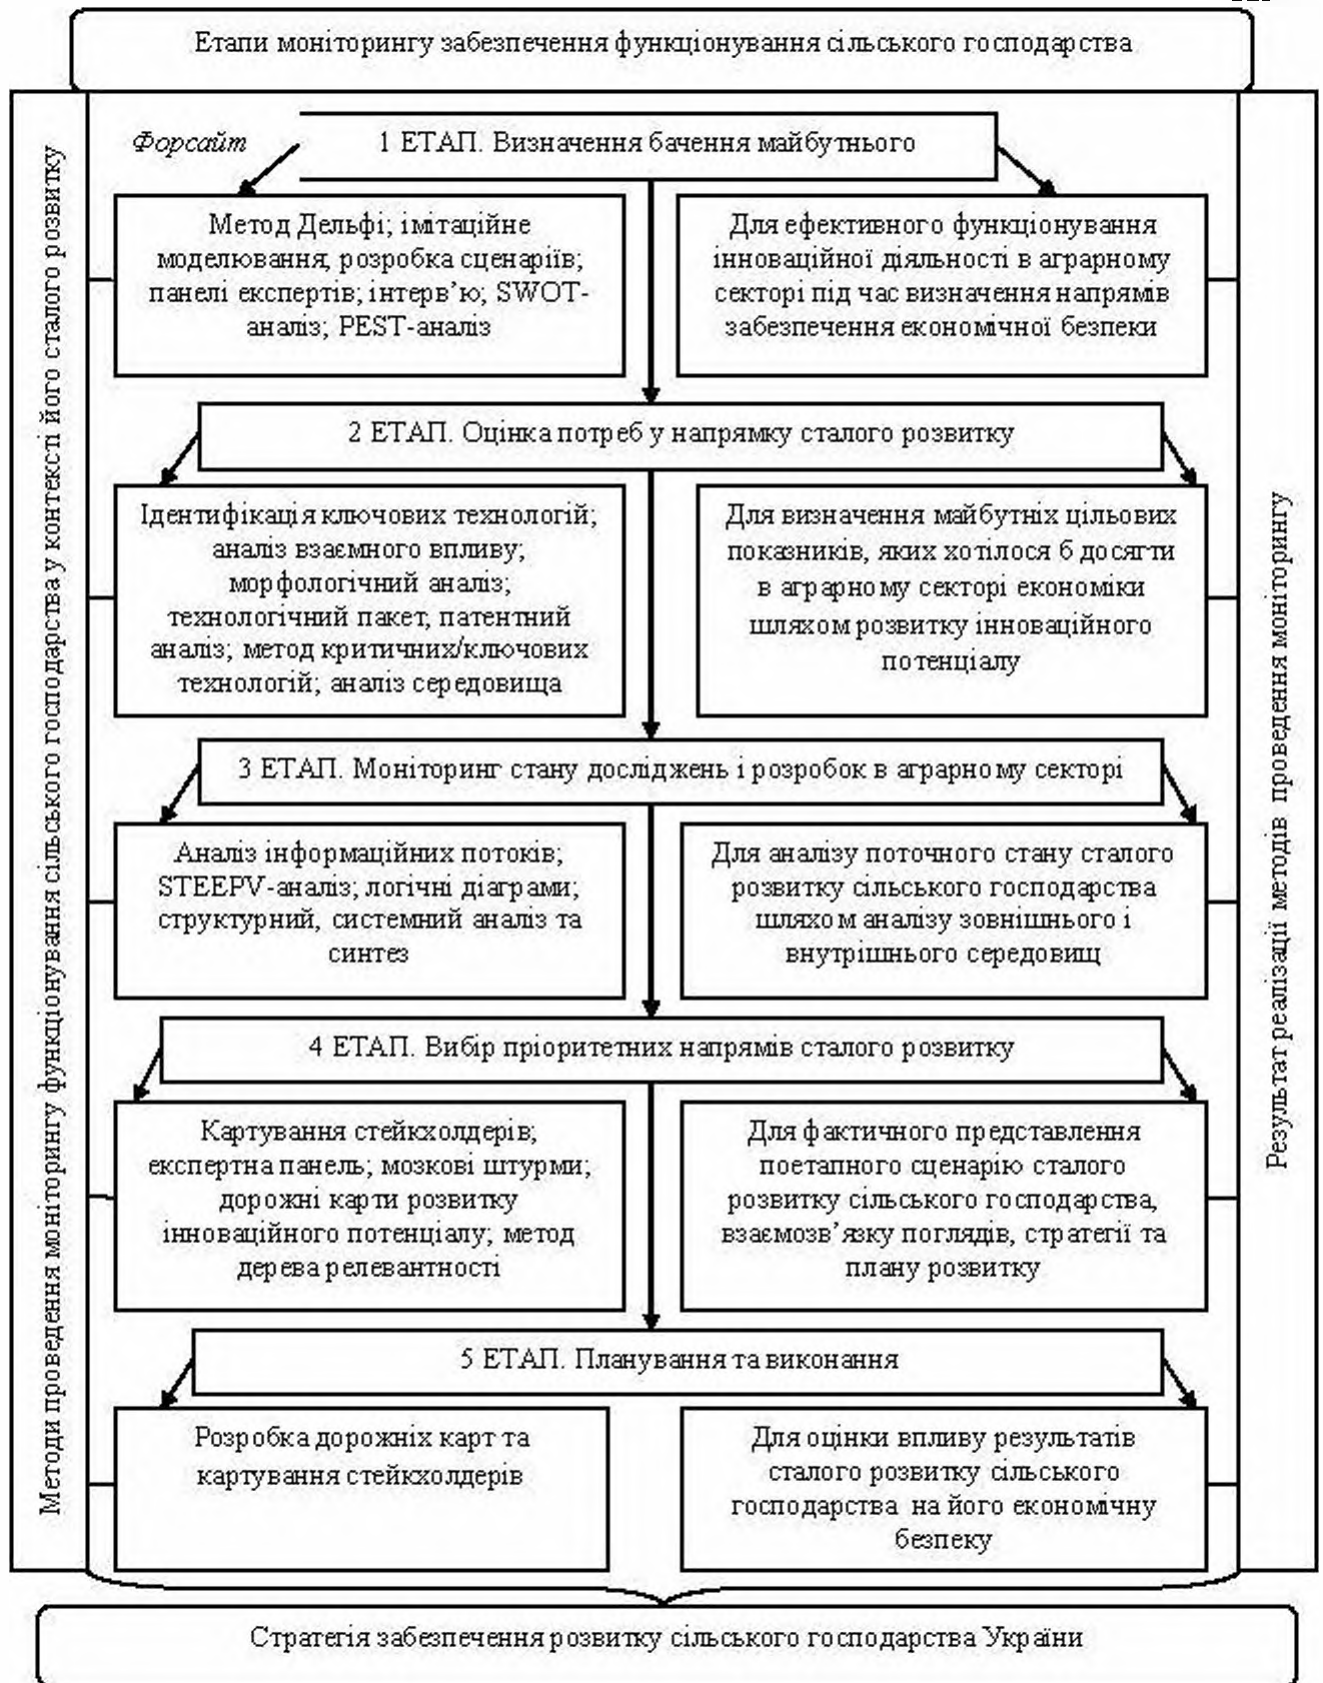 Етапи моніторингу забезпечення функціонування сільського господарства
Методи проведення моніторингу функціонування сільського господарства у контексті його сталого розвитку
Форсайт
1 ЕТАП. Визначення бачення майбутнього
Метод Дельфі; імітаційне
моделювання; розробка сценаріїв;
панелі експертів; інтерв’ю; SWOT-
аналіз; PEST-аналіз
Для ефективного функціонування
інноваційної діяльності в аграрному
секторі під час визначення напрямів
забезпечення економічної безпеки
2 ЕТАП. Оцінка потреб у напрямку сталого розвитку
Ідентифікація ключових технологій;
аналіз взаємного впливу;
морфологічний аналіз;
технологічний пакет; патентний
аналіз; метод критичних/ключових
технологій; аналіз середовища
Для визначення майбутніх цільових
показників, яких хотілося б досягти
в аграрному секторі економіки
шляхом розвитку інноваційного
потенціалу
3 ЕТАП. Моніторинг стану досліджень і розробок в аграрному секторі
Аналіз інформаційних потоків;
STEEPV-аналіз; логічні діаграми;
структурний, системний аналіз та
синтез
Для аналізу поточного стану сталого
розвитку сільського господарства
шляхом аналізу зовнішнього і
внутрішнього середовищ
4 ЕТАП. Вибір пріоритетних напрямів сталого розвитку
Картування стейкхолдерів;
експертна панель; мозкові штурми;
дорожні карти розвитку
інноваційного потенціалу; метод
дерева релевантності
Для фактичного представлення
поетапного сценарію сталого
розвитку сільського господарства,
взаємозв’язку поглядів, стратегії та
плану розвитку
5 ЕТАП. Планування та виконання
Розробка дорожніх карт та
картування стейкхолдерів
Для оцінки впливу результатів
сталого розвитку сільського
господарства на його економічну
безпеку
Результат реалізації методів проведення моніторингу
Стратегія забезпечення розвитку сільського господарства України